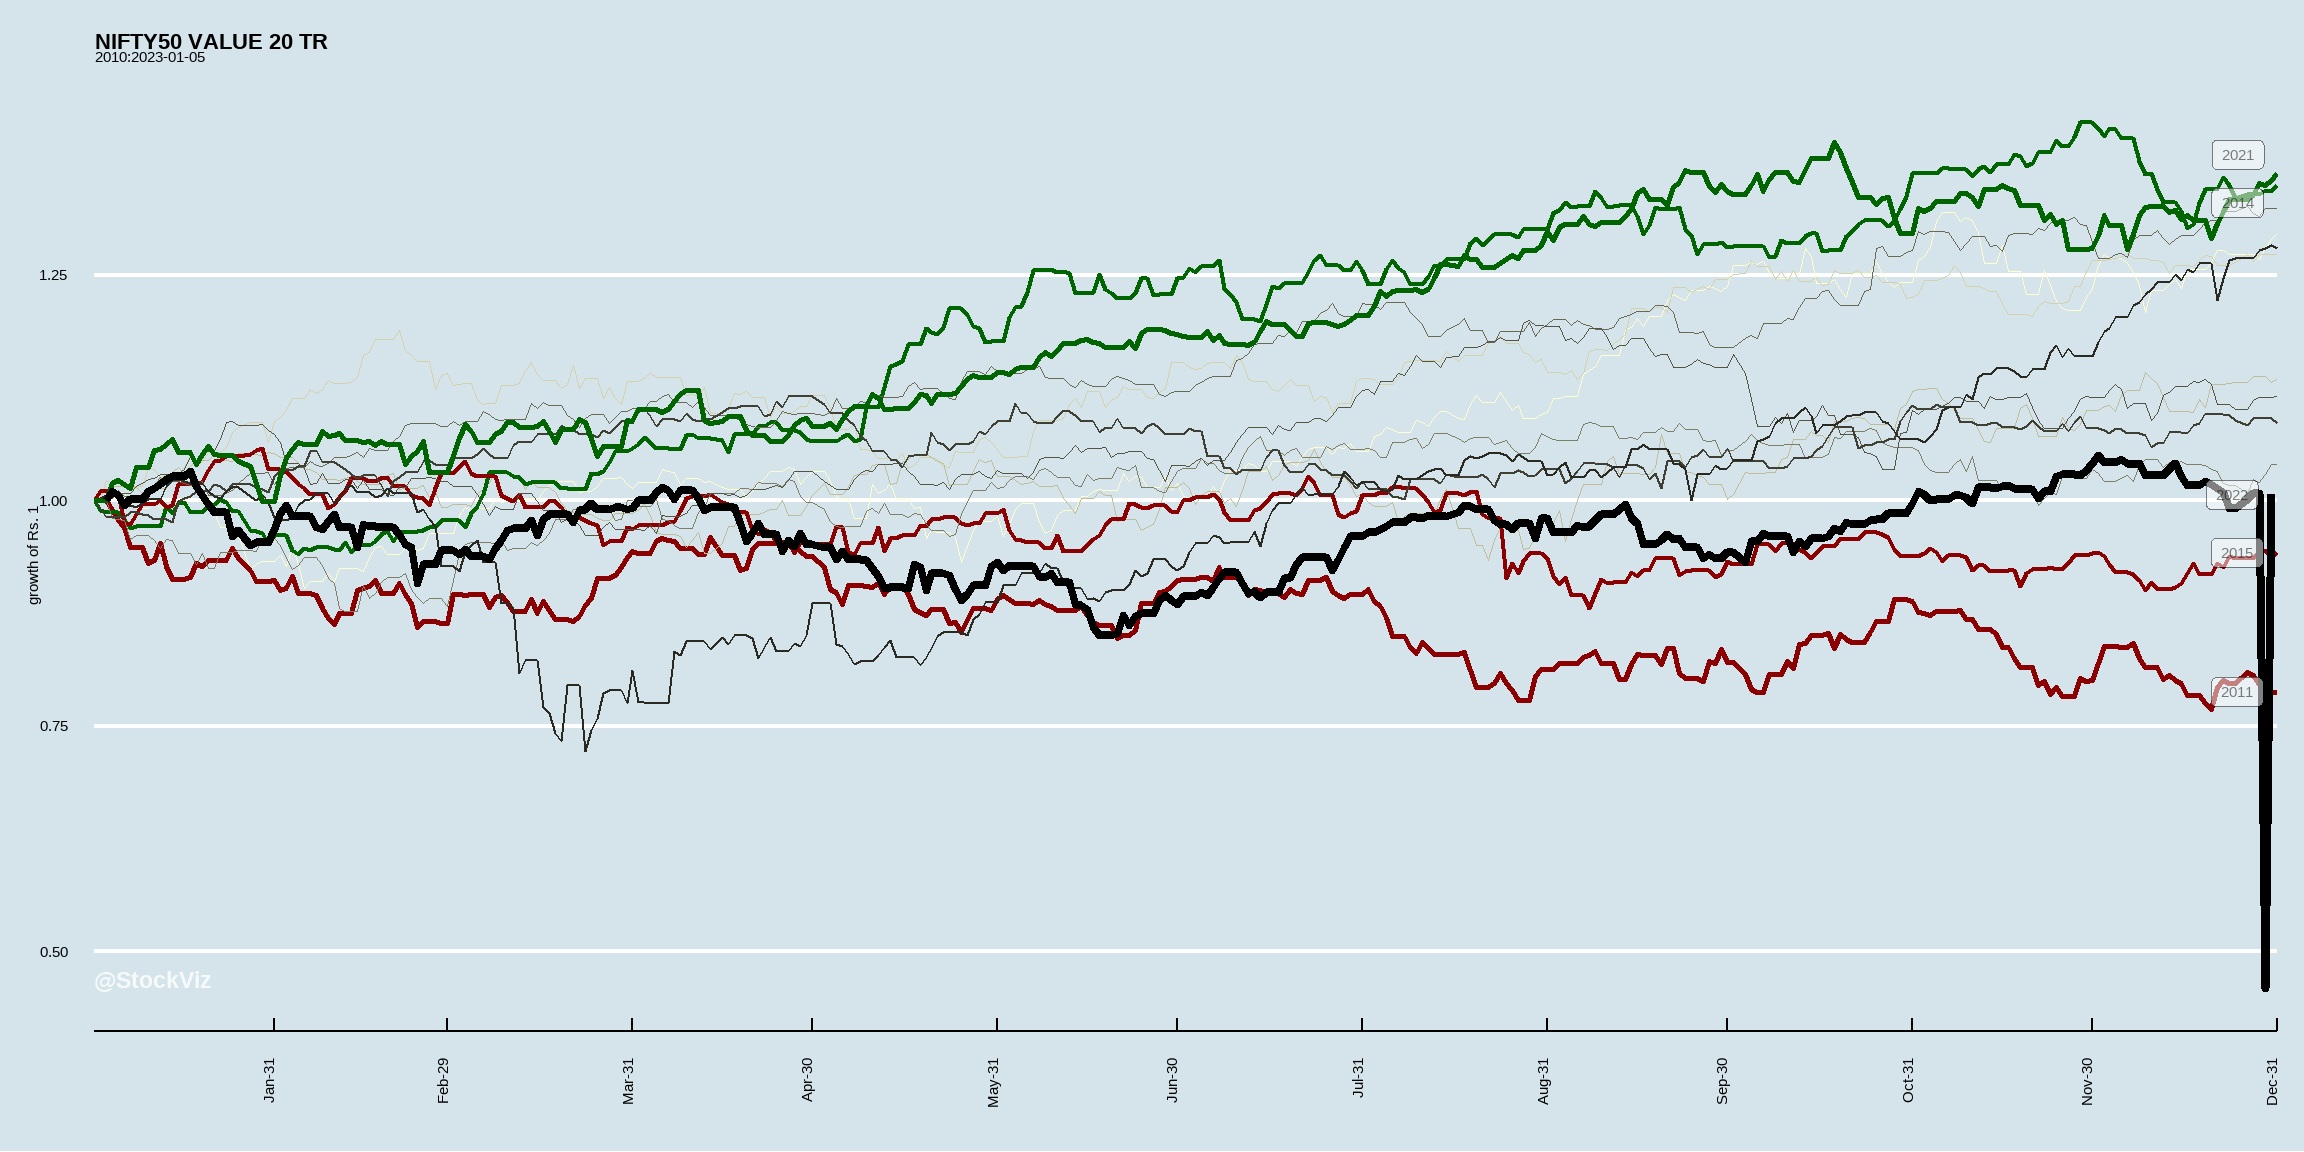 NIFTY50 VALUE 20 TR
2010:2023-01-05
2021
2014
1.25
1.00
2022
growth of Rs. 1
2015
2011
0.75
0.50
@StockViz
Jan-31
Feb-29
Mar-31
Apr-30
May-31
Jun-30
Jul-31
Aug-31
Sep-30
Oct-31
Nov-30
Dec-31